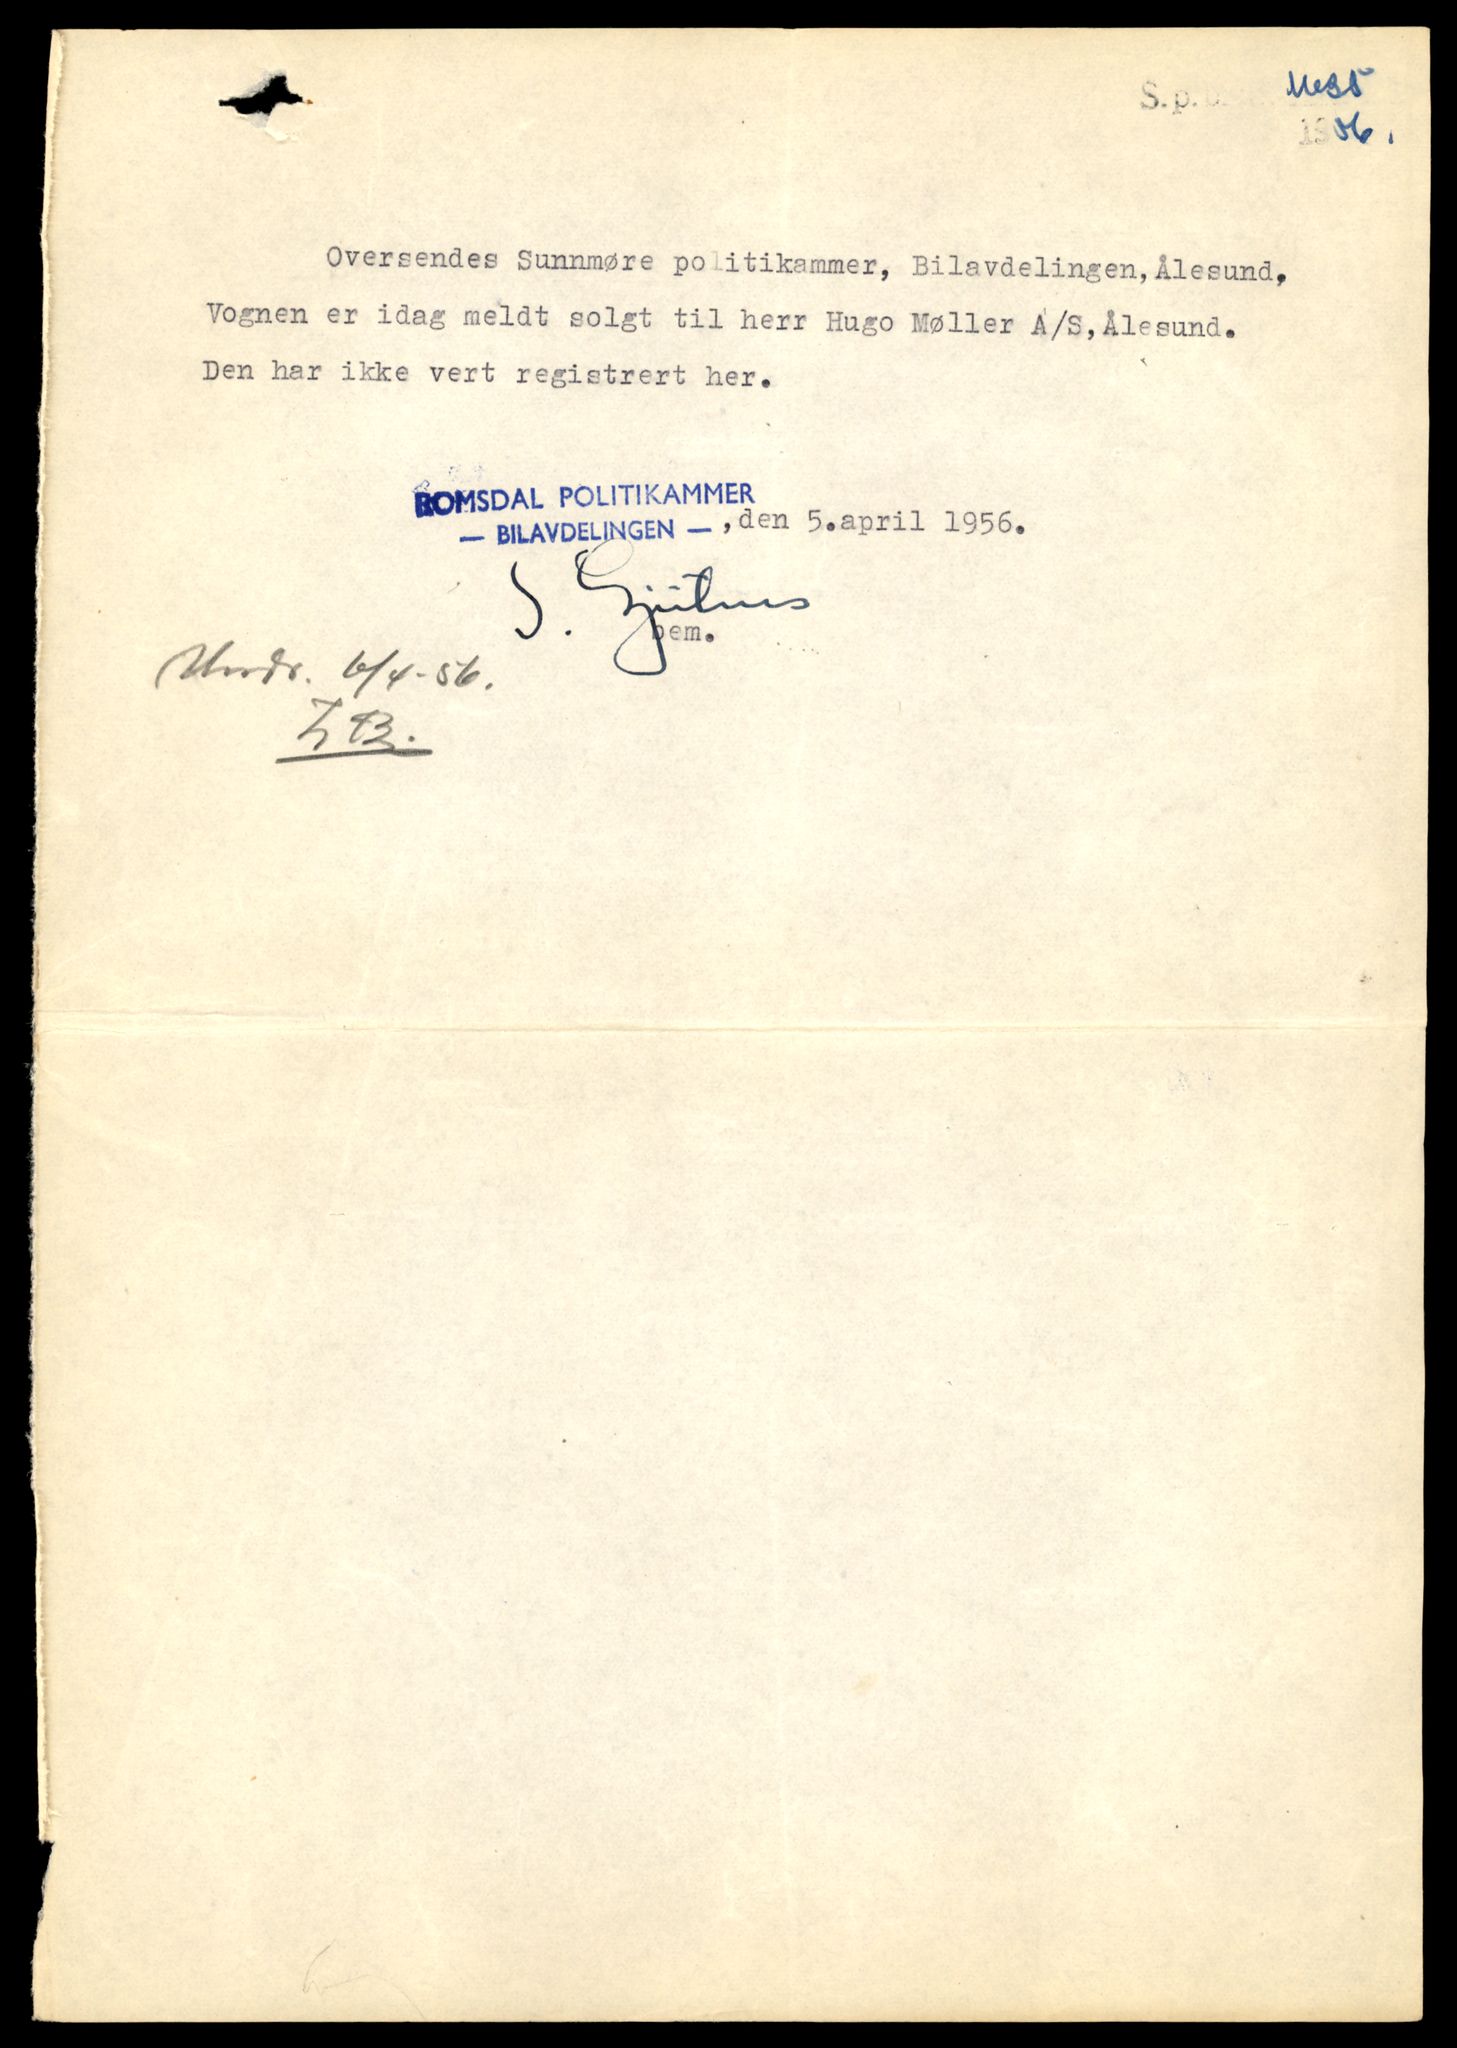 S.p.
1956.
Oversendes Sunnmøre politikammer, Bilavdelingen, Ålesund.
Vognen er idag meldt solgt til herr Hugo Møller A/S, Ålesund.
Den har ikke vert registrert her.
ROMSDAL POLITIKAMMER
— BILAVDELINGEN — , den 5.april 1956.
bem.
6/4-56.